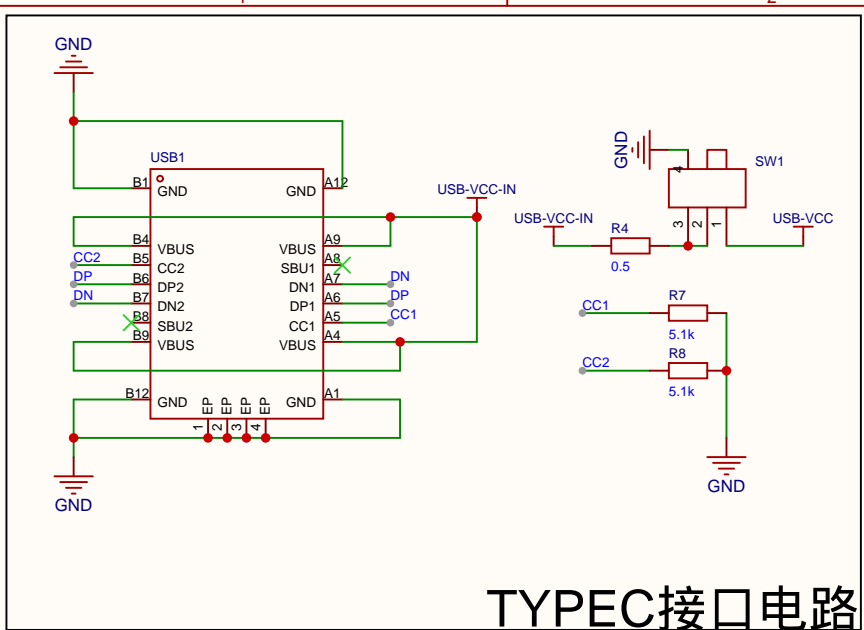 2
GND
USB1
B1
GND
GND
A12
USB-VCC-IN
B4
VBUS
VBUS
A9
CC2
B5
CC2
SBU1
A8
DP
B6
DP2
DN1
A7
DN
DN
B7
DN2
DP1
A6
DP
B8
SBU2
CC1
A5
CC1
B9
VBUS
VBUS
A4
B12
GND
EP
EP
EP
EP
GND
A1
1
2
3
4
GND
GND
4
SW1
USB-VCC-IN
R4
0.5
3
2
1
USB-VCC
CC1
R7
5.1k
CC2
R8
5.1k
GND
TYPEC接口电路